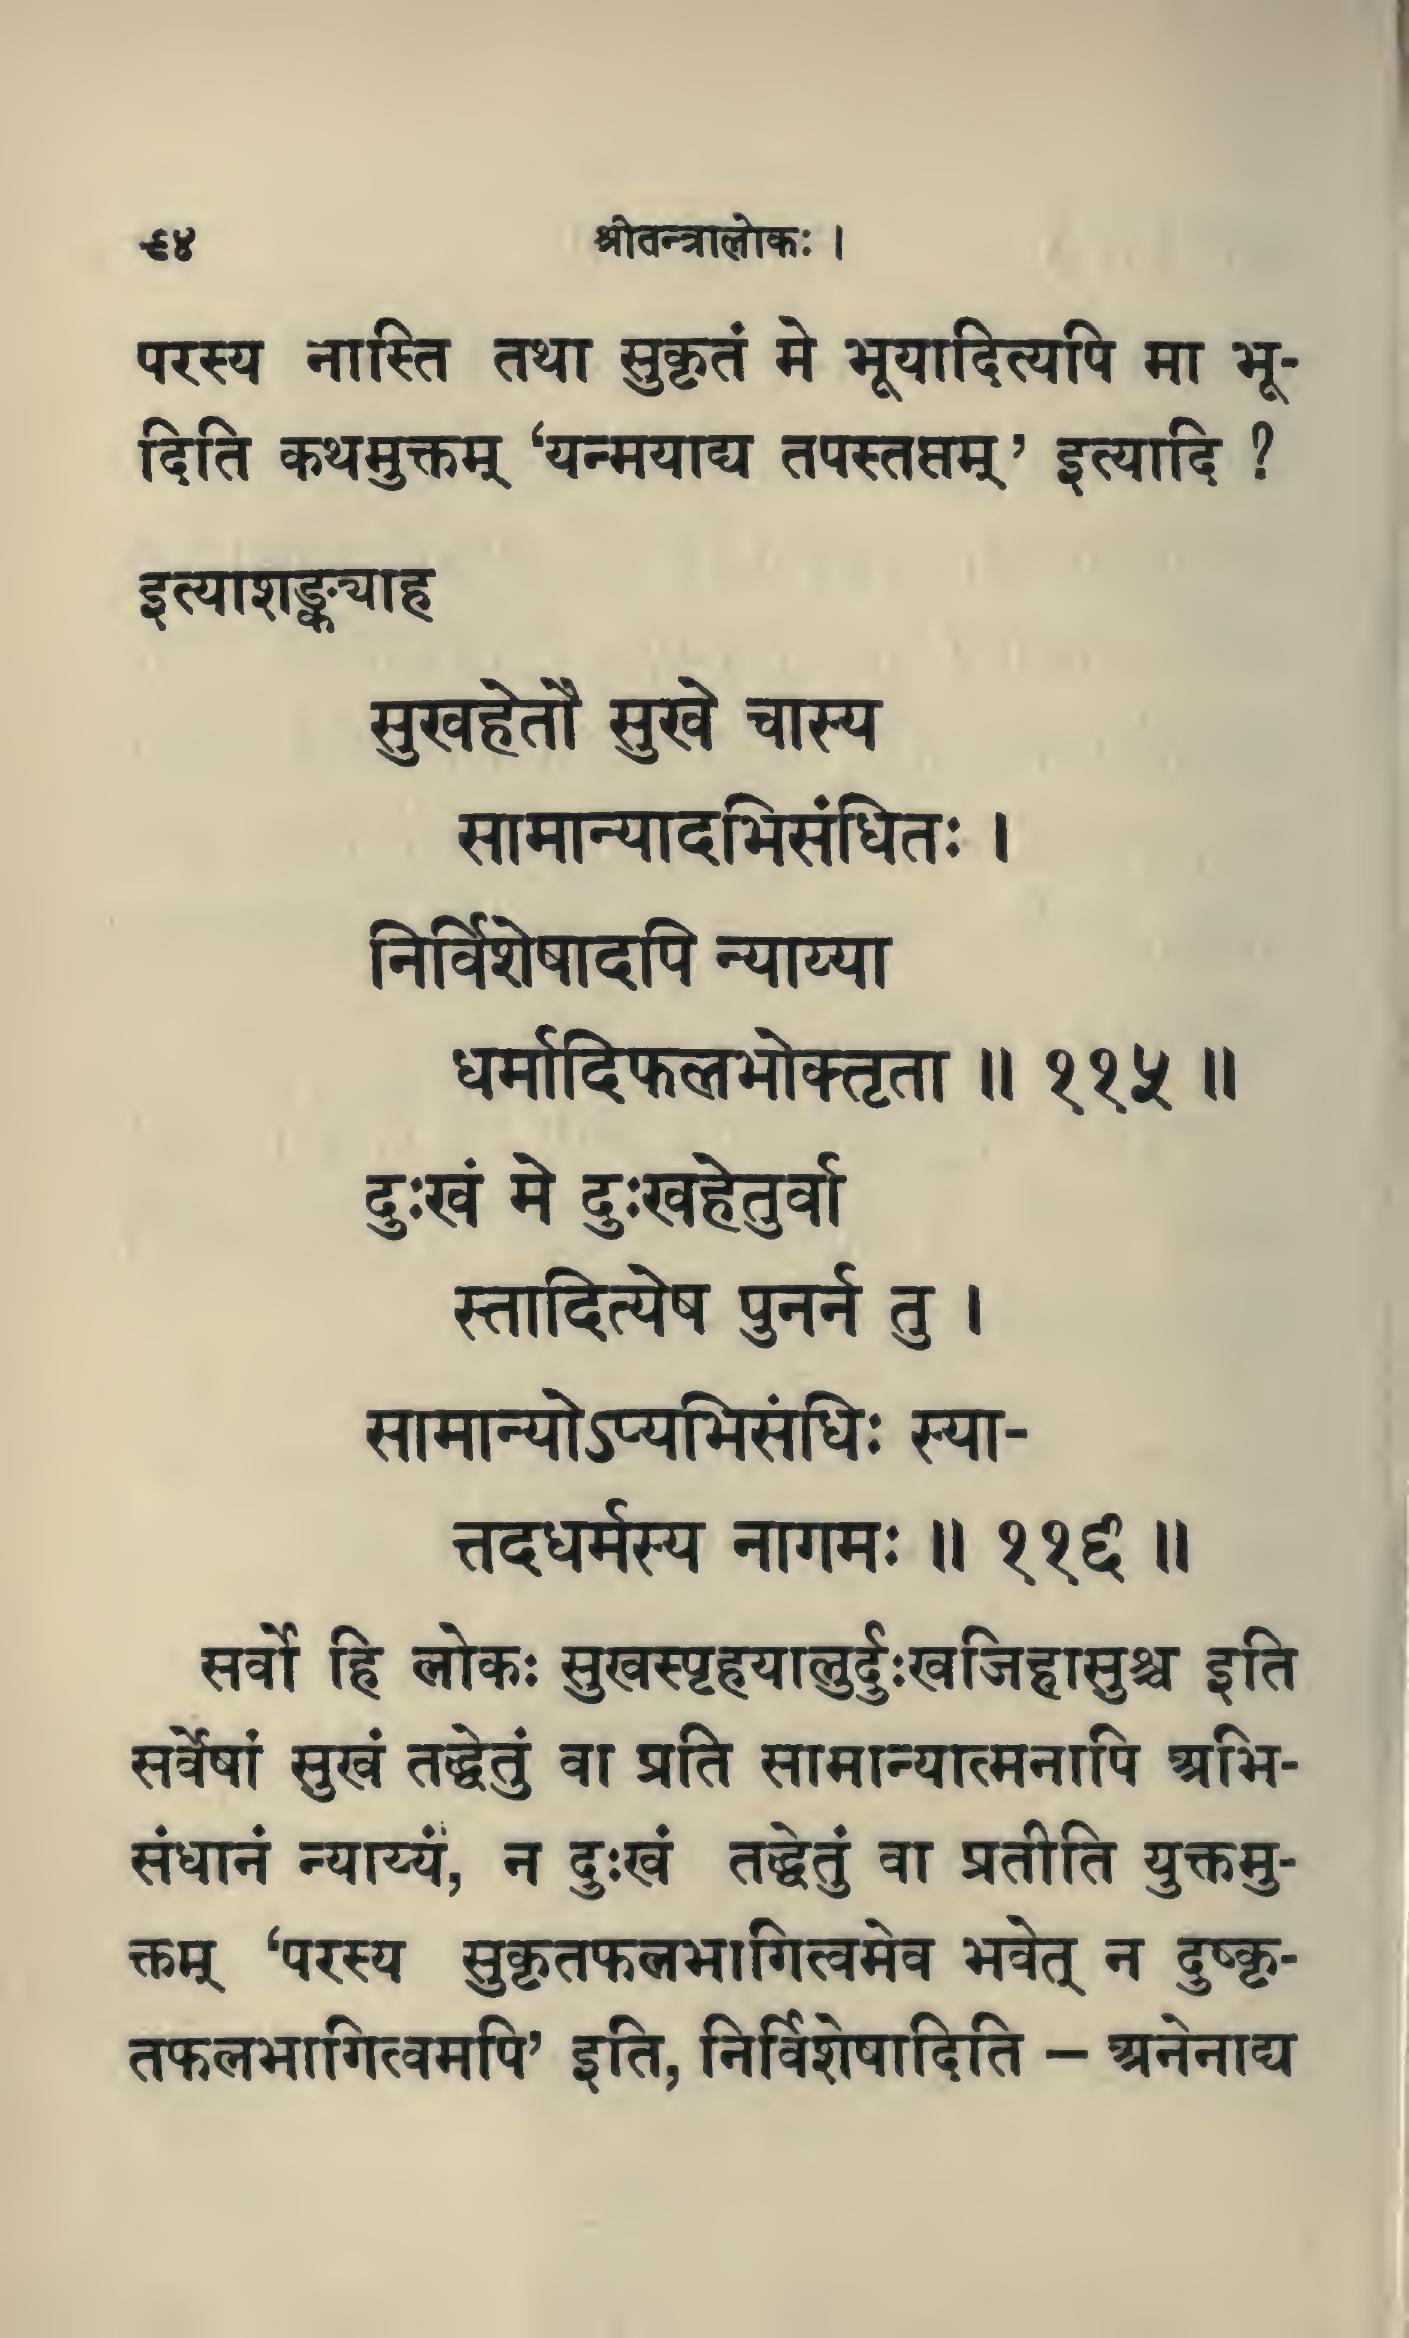 ९४ श्रीतन्त्रालोकः ।
परस्य नास्ति तथा सुकृतं मे भूयादित्यपि मा भू-
दिति कथमुक्तम् ‘यन्मयाद्य तपस्तप्तम्’ इत्यादि ?
इत्याशङ्क्याह
सुखहेतौ सुखे चास्य
सामान्यादभिसंधितः ।
निर्विशेषादपि न्याय्या
धर्मादिफलभोक्तृता ॥ ११५ ॥
दुःखं मे दुःखहेतुर्वा
स्तादित्येष पुनर्न तु ।
सामान्योऽप्यभिसंधिः स्या-
त्तदधर्मस्य नागमः ॥ ११६ ॥
सर्वो हि लोकः सुखस्पृहयालुर्दुःखजिहासुश्च इति
सर्वेषां सुखं तद्धेतुं वा प्रति सामान्यात्मनापि अभि-
संधानं न्याय्यं, न दुःखं तद्धेतुं वा प्रतीति युक्तमु-
क्तम् ‘परस्य सुकृतफलभागित्वमेव भवेत् न दुष्कृ-
तफलभागित्वमपि’ इति, निर्विशेषादिति – अनेनाद्य